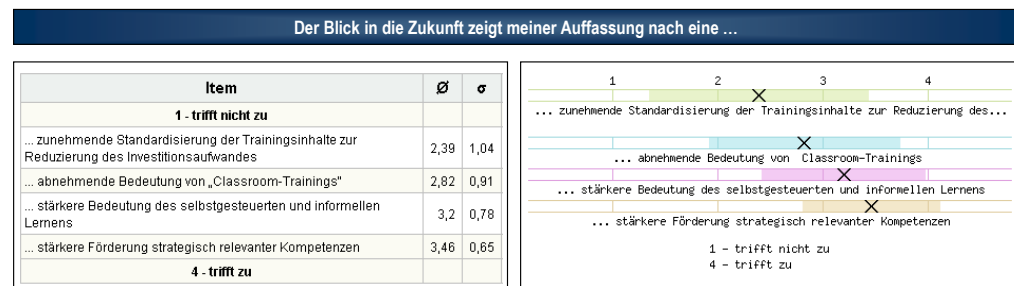 Der Blick in die Zukunft zeigt meiner Auffassung nach eine …
Item Ø σ
1 - trifft nicht zu
... zunehmende Standardisierung der Trainingsinhalte zur
Reduzierung des Investitionsaufwandes 2,39 1,04
... abnehmende Bedeutung von „Classroom-Trainings" 2,82 0,91
... stärkere Bedeutung des selbstgesteuerten und informellen
Lernens 3,2 0,78
... stärkere Förderung strategisch relevanter Kompetenzen 3,46 0,65
4 - trifft zu
1 2 3 4
... zunehmende Standardisierung der Trainingsinhalte zur Reduzierung des...
... abnehmende Bedeutung von Classroom-Trainings
... stärkere Bedeutung des selbstgesteuerten und informellen Lernens
... stärkere Förderung strategisch relevanter Kompetenzen
1 - trifft nicht zu
4 - trifft zu